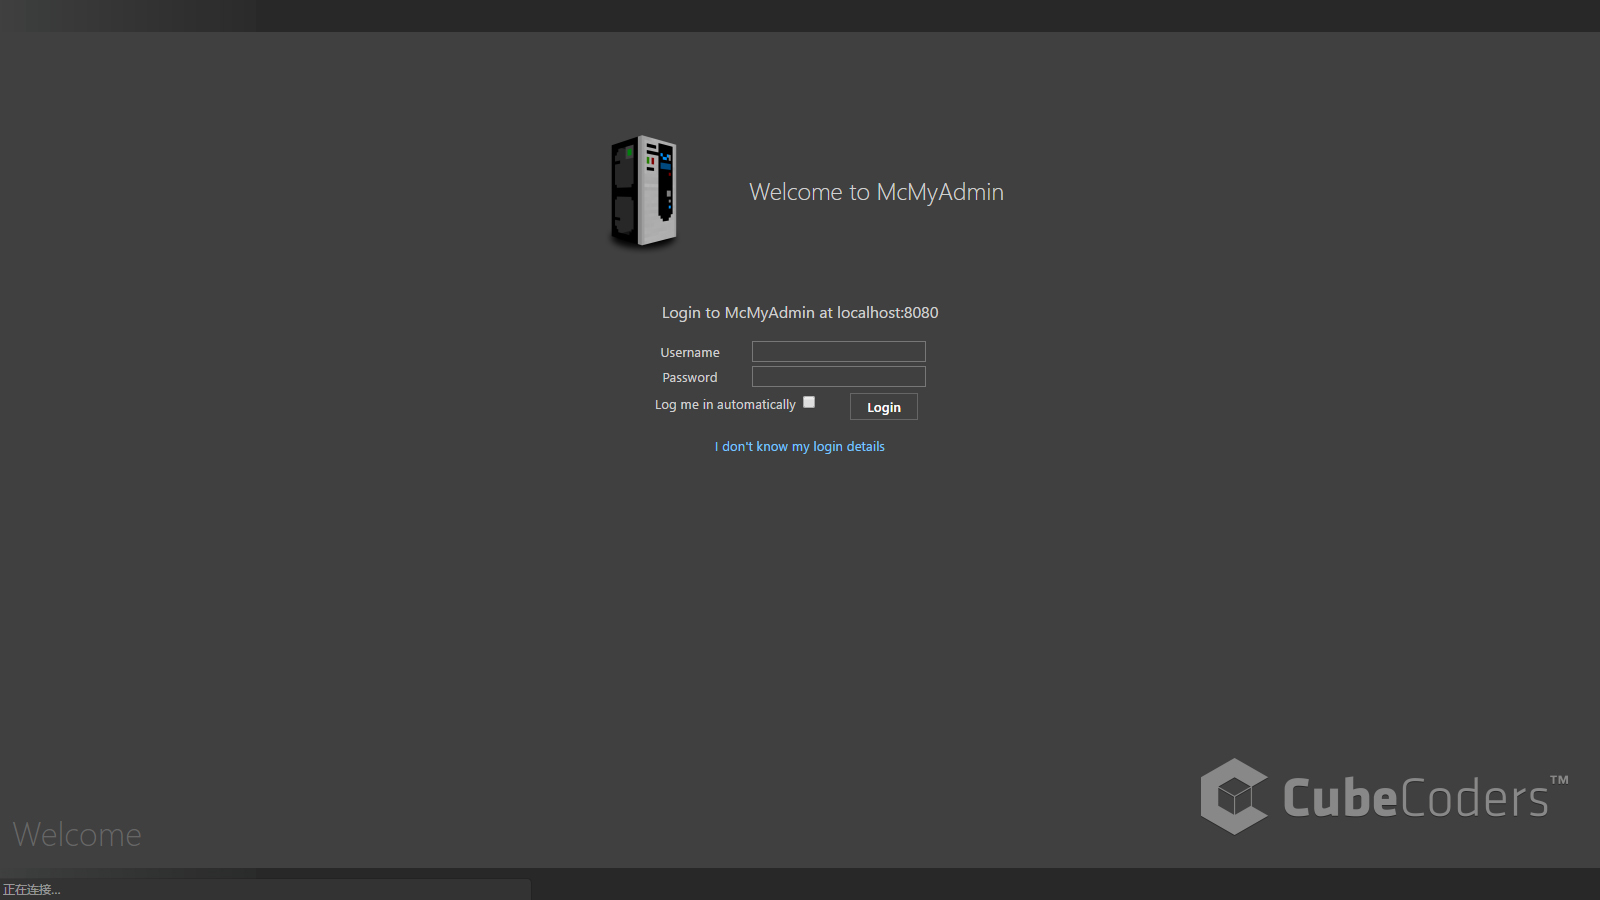 Welcome to McMyAdmin
Login to McMyAdmin at localhost:8080
Username
Password
Log me in automatically
Login
I don't know my login details
CubeCoders™
Welcome
正在连接...